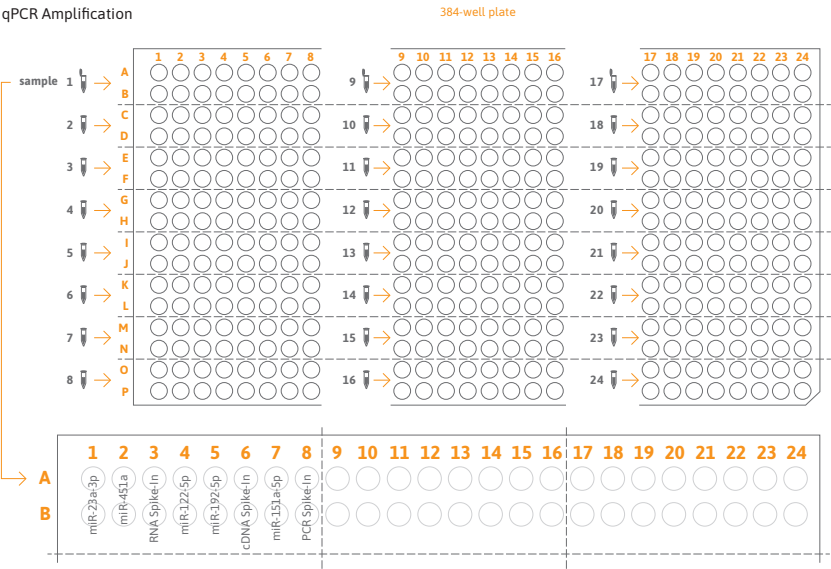 qPCR Amplification
384-well plate
1 2 3 4 5 6 7 8 9 10 11 12 13 14 15 16 17 18 19 20 21 22 23 24
sample 1 A 9 17
B
2 C 10 18
D
3 E 11 19
F
4 G 12 20
H
5 I 13 21
J
6 K 14 22
L
7 M 15 23
N
8 O 16 24
P
1 2 3 4 5 6 7 8 9 10 11 12 13 14 15 16 17 18 19 20 21 22 23 24
A
B
miR-23a-3p
miR-451a
RNA Spike-In
miR-122-5p
miR-192-5p
cDNA Spike-In
miR-151a-5p
PCR Spike-In